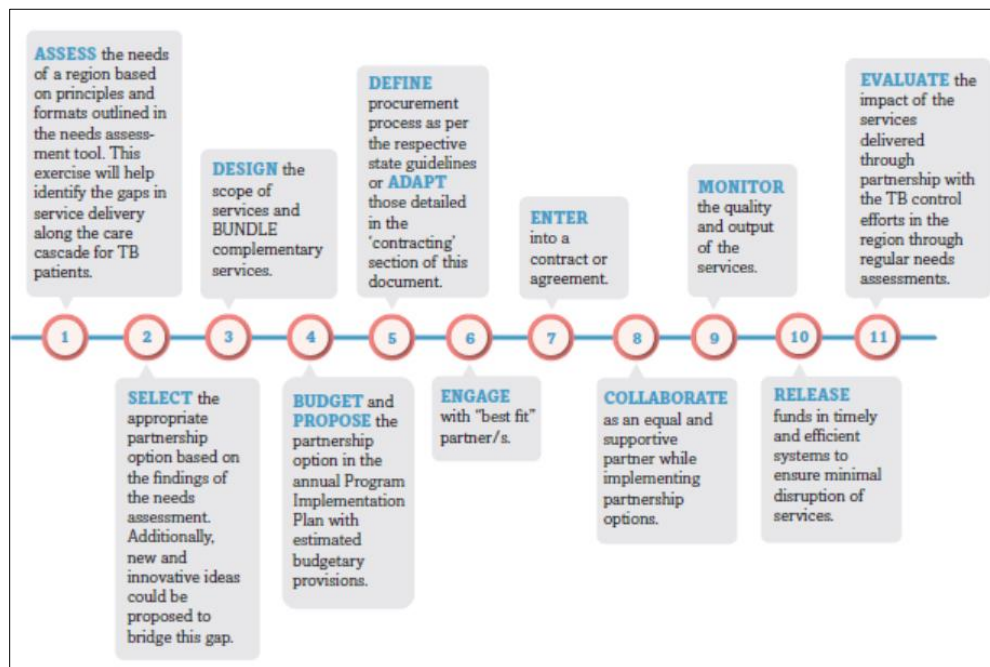 ASSESS the needs
of a region based
on principles and
formats outlined in
the needs assess-
ment tool. This
exercise will help
identify the gaps in
service delivery
along the care
cascade for TB
patients.
DESIGN the
scope of
services and
BUNDLE
complementary
services.
DEFINE
procurement
process as per
the respective
state guidelines
or ADAPT
those detailed
in the
‘contracting’
section of this
document.
ENTER
into a
contract or
agreement.
MONITOR
the quality
and output
of the
services.
EVALUATE the
impact of the
services
delivered
through
partnership with
the TB control
efforts in the
region through
regular needs
assessments.
1 2 3 4 5 6 7 8 9 10 11
SELECT the
appropriate
partnership
option based on
the findings of
the needs
assessment.
Additionally,
new and
innovative ideas
could be
proposed to
bridge this gap.
BUDGET and
PROPOSE the
partnership
option in the
annual Program
Implementation
Plan with
estimated
budgetary
provisions.
ENGAGE
with “best fit”
partner/s.
COLLABORATE
as an equal and
supportive
partner while
implementing
partnership
options.
RELEASE
funds in timely
and efficient
systems to
ensure minimal
disruption of
services.